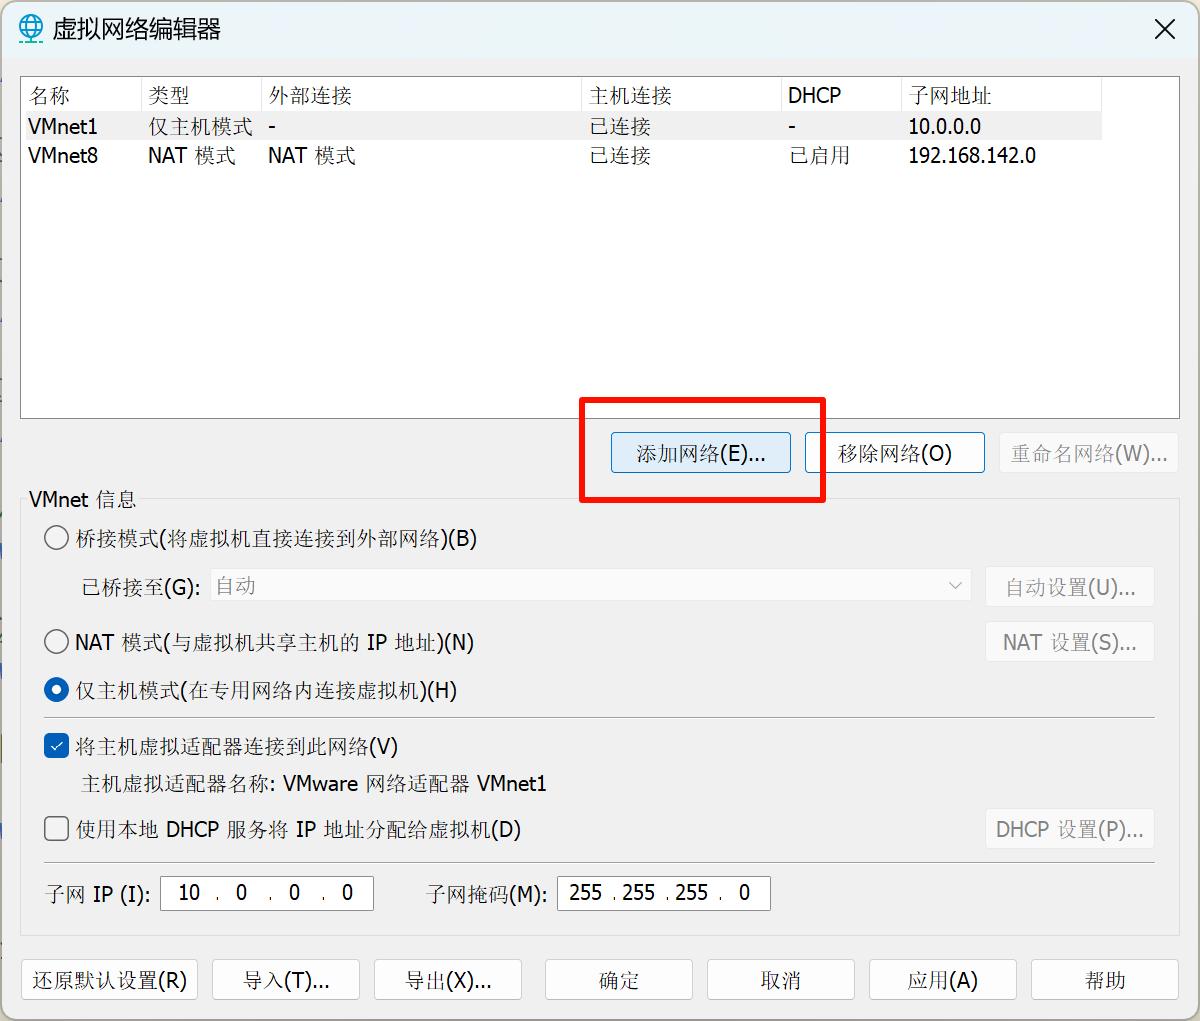 虚拟网络编辑器
名称 类型 外部连接 主机连接 DHCP 子网地址
VMnet1 仅主机模式 - 已连接 - 10.0.0.0
VMnet8 NAT 模式 NAT 模式 已连接 已启用 192.168.142.0
添加网络(E)... 移除网络(O) 重命名网络(W)...
VMnet 信息
桥接模式(将虚拟机直接连接到外部网络)(B)
已桥接至(G): 自动 自动设置(U)...
NAT 模式(与虚拟机共享主机的 IP 地址)(N) NAT 设置(S)...
仅主机模式(在专用网络内连接虚拟机)(H)
将主机虚拟适配器连接到此网络(V)
主机虚拟适配器名称: VMware 网络适配器 VMnet1
使用本地 DHCP 服务将 IP 地址分配给虚拟机(D) DHCP 设置(P)...
子网 IP (I): 10 . 0 . 0 . 0 子网掩码(M): 255 . 255 . 255 . 0
还原默认设置(R) 导入(T)... 导出(X)... 确定 取消 应用(A) 帮助